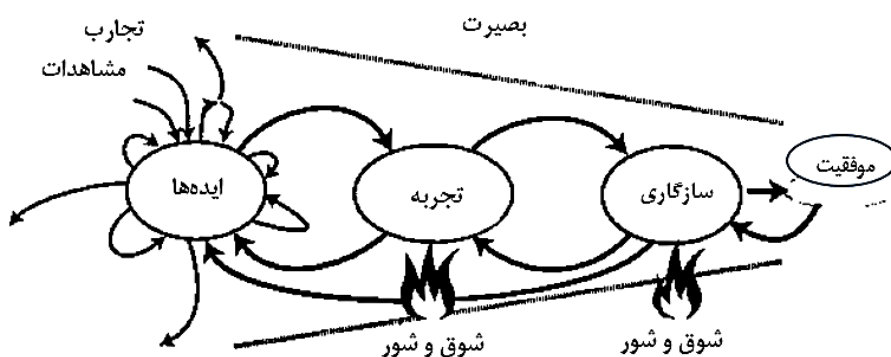 بصیرت
تجارب
مشاهدات
موفقیت
سازگاری
تجربه
ایده‌ها
شوق و شور
شوق و شور